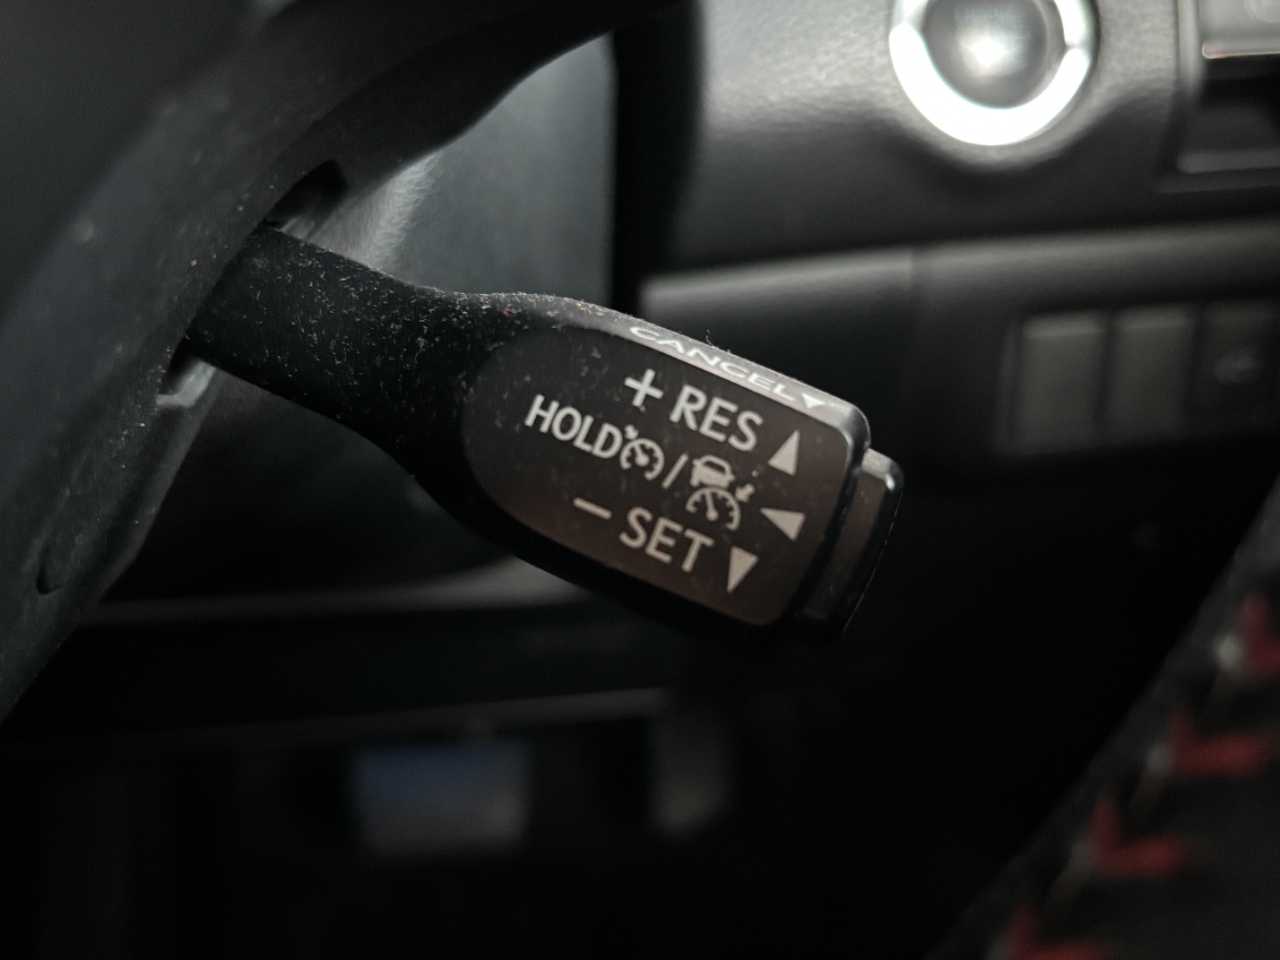 CANCEL
+ RES
HOLD /
− SET